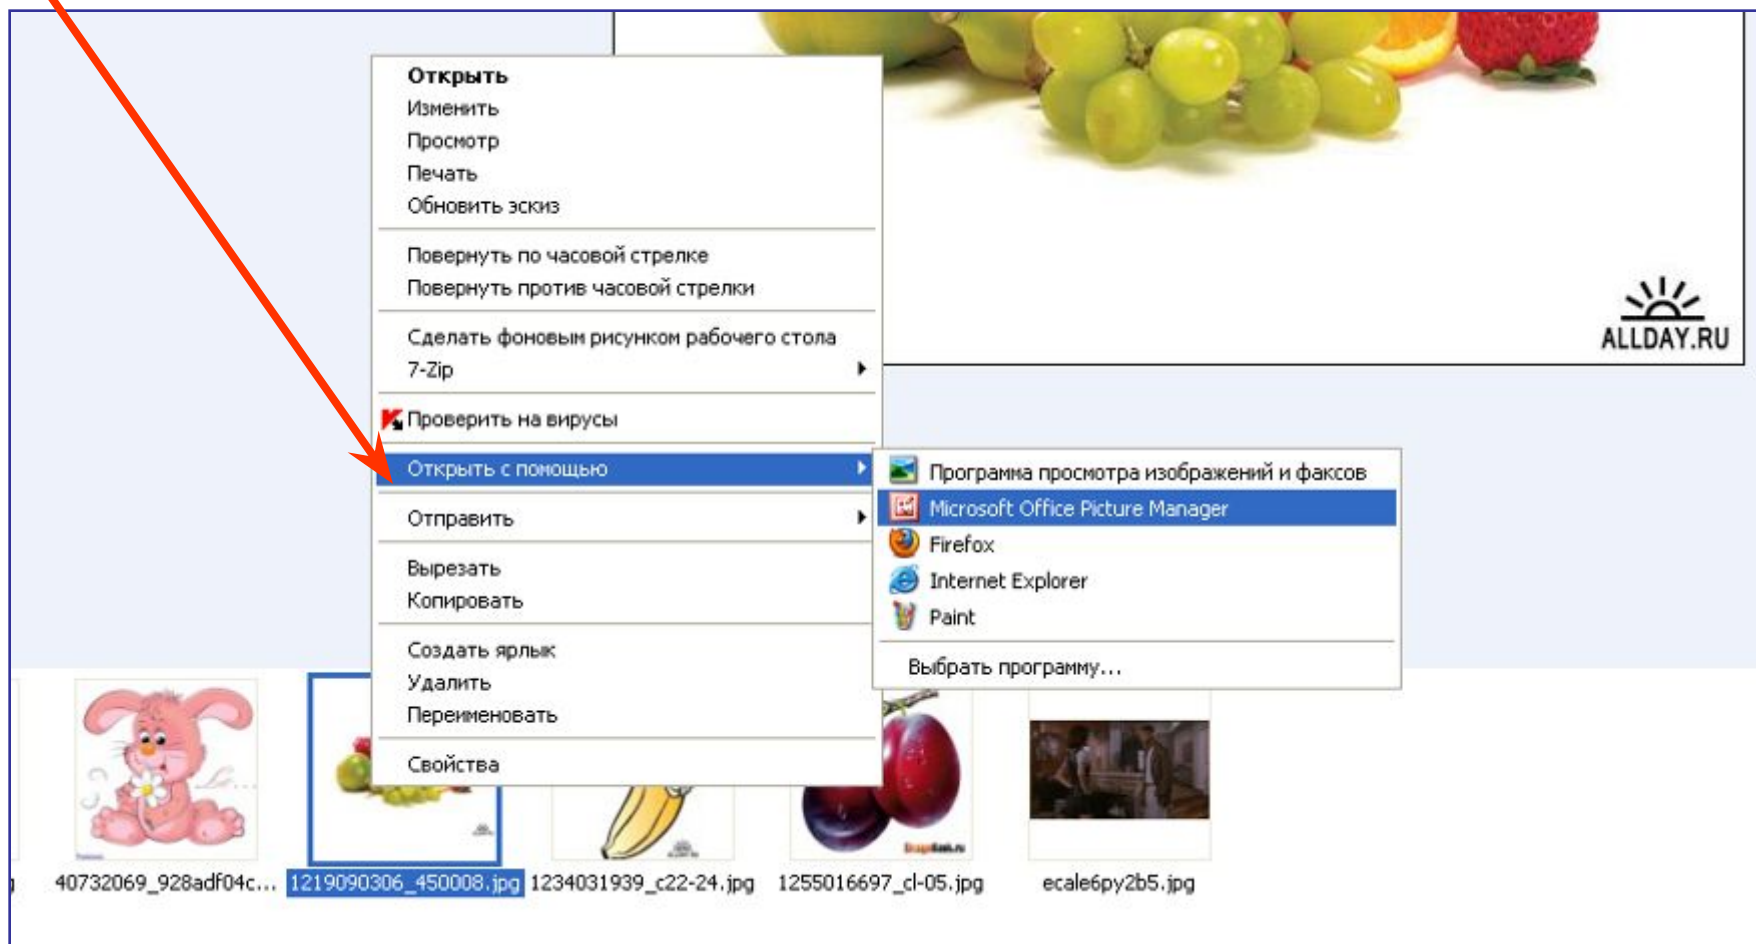 Открыть
Изменить
Просмотр
Печать
Обновить эскиз
Повернуть по часовой стрелке
Повернуть против часовой стрелки
Сделать фоновым рисунком рабочего стола
7-Zip
Проверить на вирусы
Открыть с помощью
Отправить
Вырезать
Копировать
Создать ярлык
Удалить
Переименовать
Свойства
Программа просмотра изображений и факсов
Microsoft Office Picture Manager
Firefox
Internet Explorer
Paint
Выбрать программу...
ALLDAY.RU
40732069_928adf04c...
1219090306_450008.jpg
1234031939_c22-24.jpg
1255016697_cl-05.jpg
ecale6py2b5.jpg